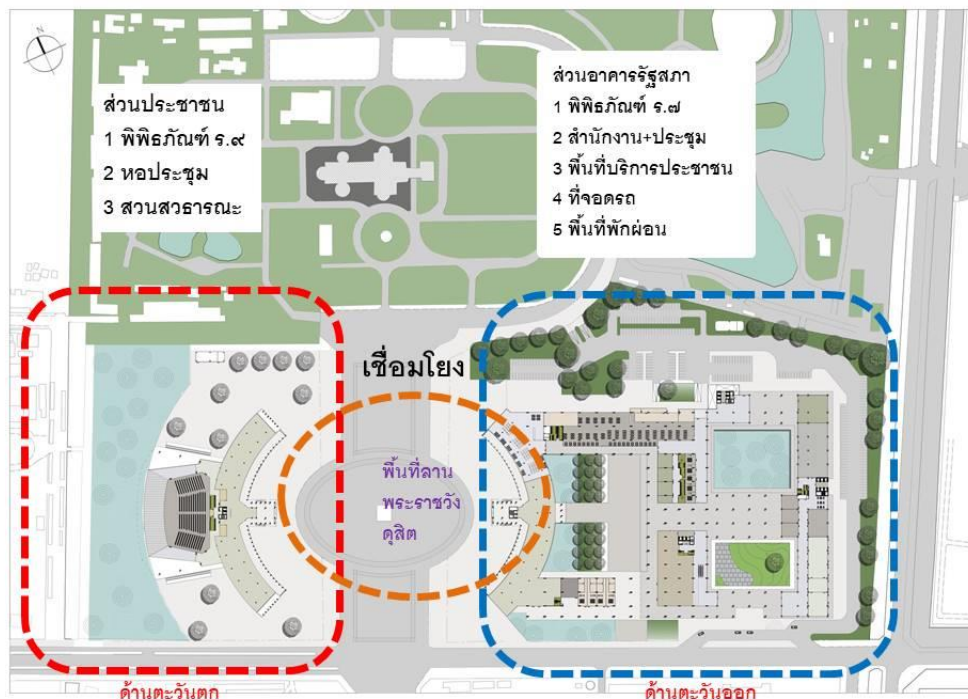 N
ส่วนประชาชน
1 พิพิธภัณฑ์ ร.๙
2 หอประชุม
3 สวนสวธารณะ
ส่วนอาคารรัฐสภา
1 พิพิธภัณฑ์ ร.๗
2 สำนักงาน+ประชุม
3 พื้นที่บริการประชาชน
4 ที่จอดรถ
5 พื้นที่พักผ่อน
เชื่อมโยง
พื้นที่ลาน
พระราชวัง
ดุสิต
ด้านตะวันตก
ด้านตะวันออก